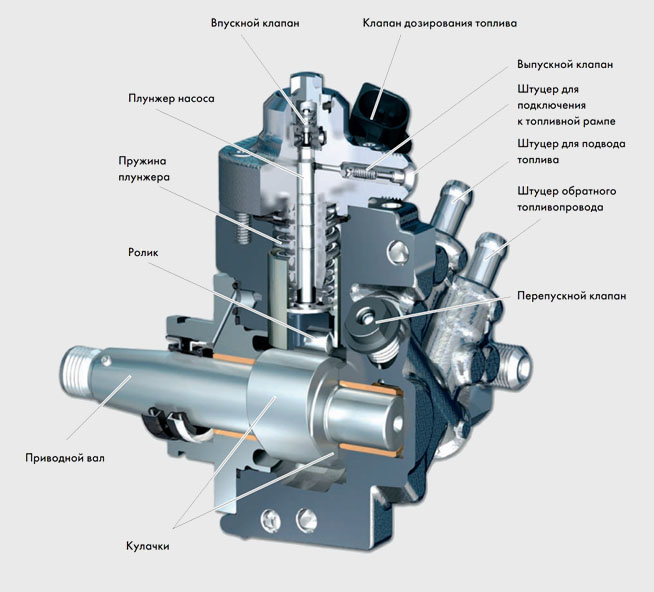 Впускной клапан
Клапан дозирования топлива
Выпускной клапан
Плунжер насоса
Штуцер для
подключения
к топливной рампе
Штуцер для подвода
топлива
Пружина
плунжера
Штуцер обратного
топливопровода
Ролик
Перепускной клапан
Приводной вал
Кулачки